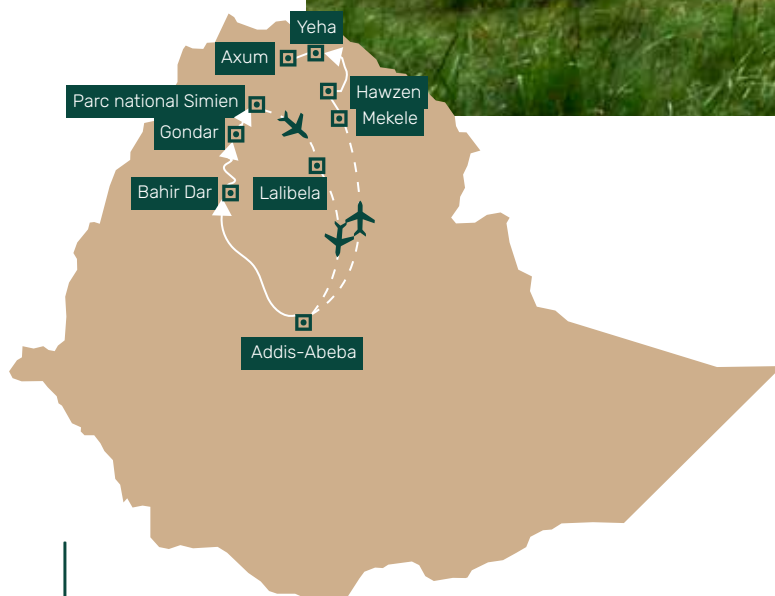 Yeha
Axum
Hawzen
Parc national Simien
Mekele
Gondar
Bahir Dar
Lalibela
Addis-Abeba